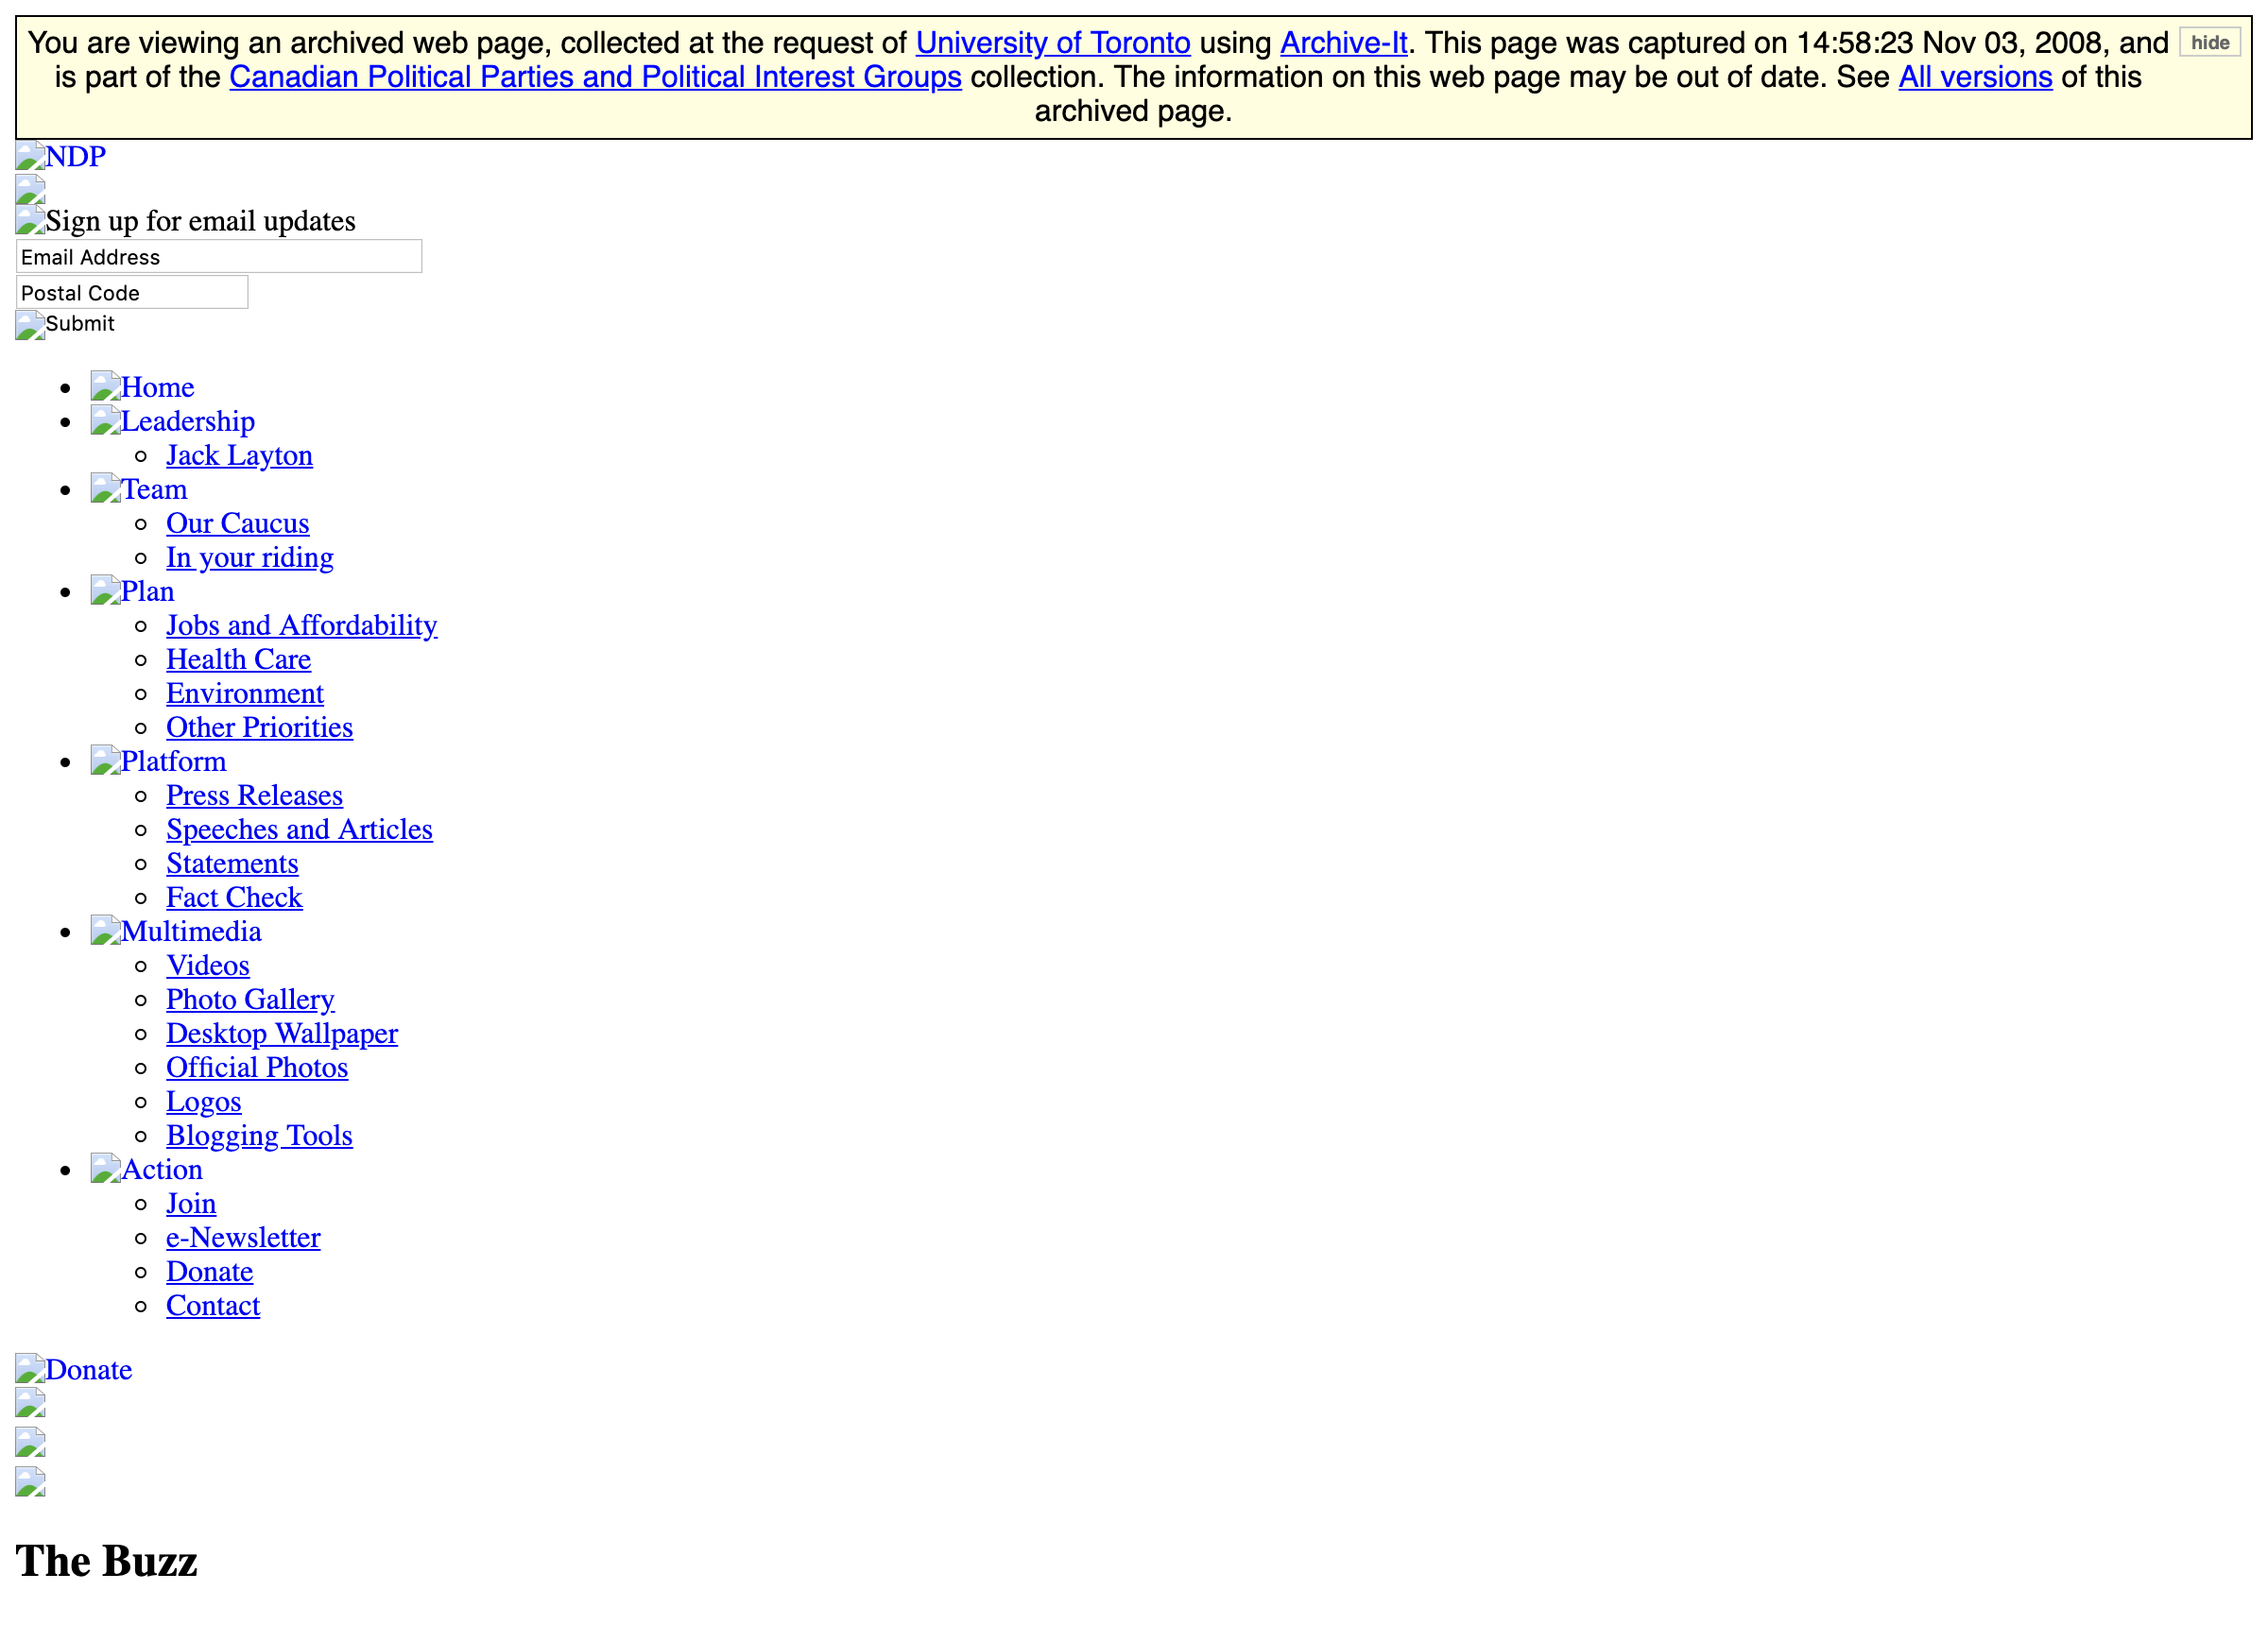 You are viewing an archived web page, collected at the request of University of Toronto using Archive-It. This page was captured on 14:58:23 Nov 03, 2008, and hide
is part of the Canadian Political Parties and Political Interest Groups collection. The information on this web page may be out of date. See All versions of this
archived page.
NDP
Sign up for email updates
Email Address
Postal Code
Submit
Home
Leadership
Jack Layton
Team
Our Caucus
In your riding
Plan
Jobs and Affordability
Health Care
Environment
Other Priorities
Platform
Press Releases
Speeches and Articles
Statements
Fact Check
Multimedia
Videos
Photo Gallery
Desktop Wallpaper
Official Photos
Logos
Blogging Tools
Action
Join
e-Newsletter
Donate
Contact
Donate
The Buzz